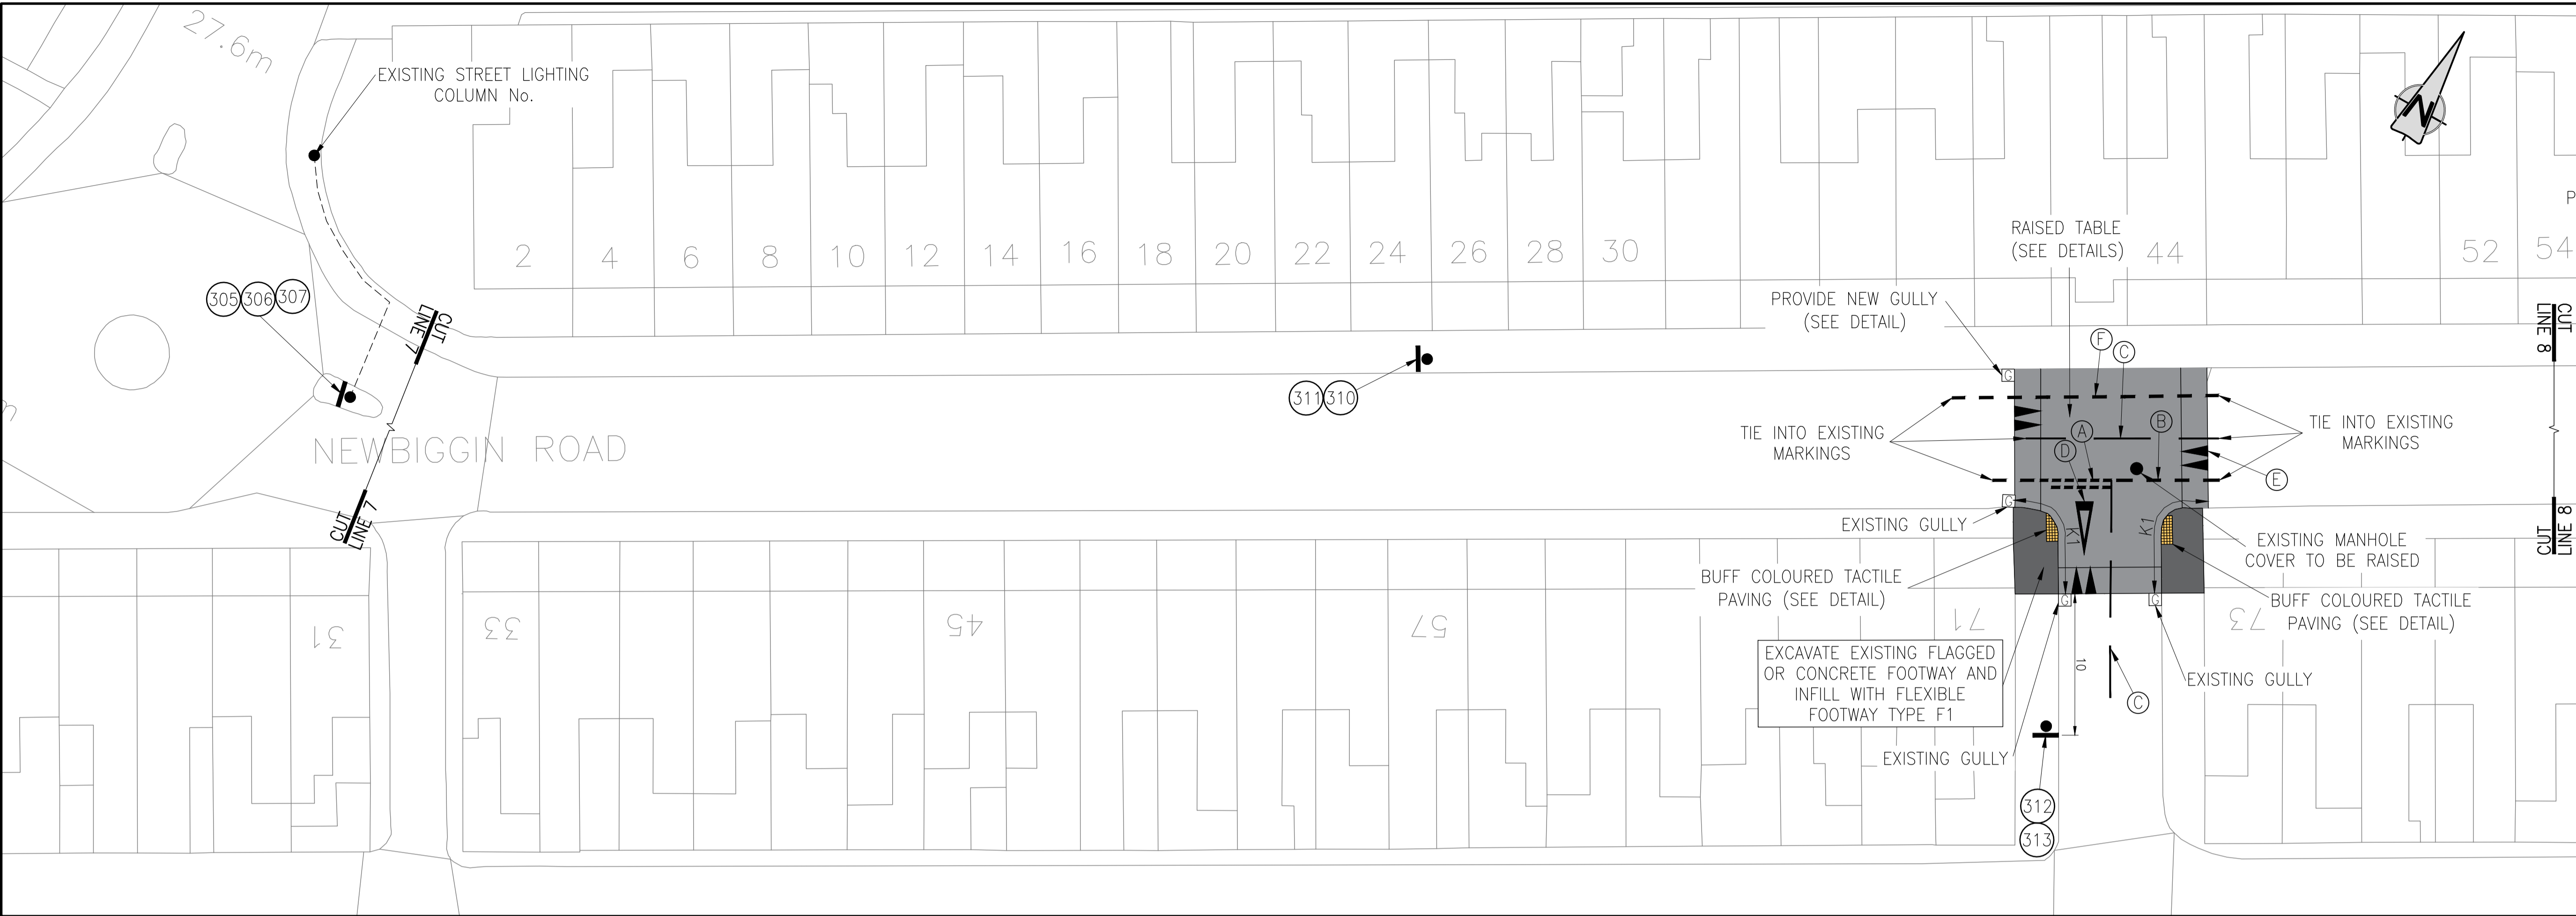 27.6m
EXISTING STREET LIGHTING
COLUMN No.
N
2
4
6
8
10
12
14
16
18
20
22
24
26
28
30
44
52
54
P
RAISED TABLE
(SEE DETAILS)
305
306
307
CUT
LINE 7
PROVIDE NEW GULLY
(SEE DETAIL)
G
F
C
CUT
LINE 8
311
310
NEWBIGGIN ROAD
m
TIE INTO EXISTING
MARKINGS
D
A
B
E
TIE INTO EXISTING
MARKINGS
CUT
LINE 7
G
EXISTING GULLY
K1
K1
EXISTING MANHOLE
COVER TO BE RAISED
CUT
LINE 8
BUFF COLOURED TACTILE
PAVING (SEE DETAIL)
G
G
BUFF COLOURED TACTILE
PAVING (SEE DETAIL)
31
33
45
57
71
73
EXCAVATE EXISTING FLAGGED
OR CONCRETE FOOTWAY AND
INFILL WITH FLEXIBLE
FOOTWAY TYPE F1
10
EXISTING GULLY
C
EXISTING GULLY
312
313